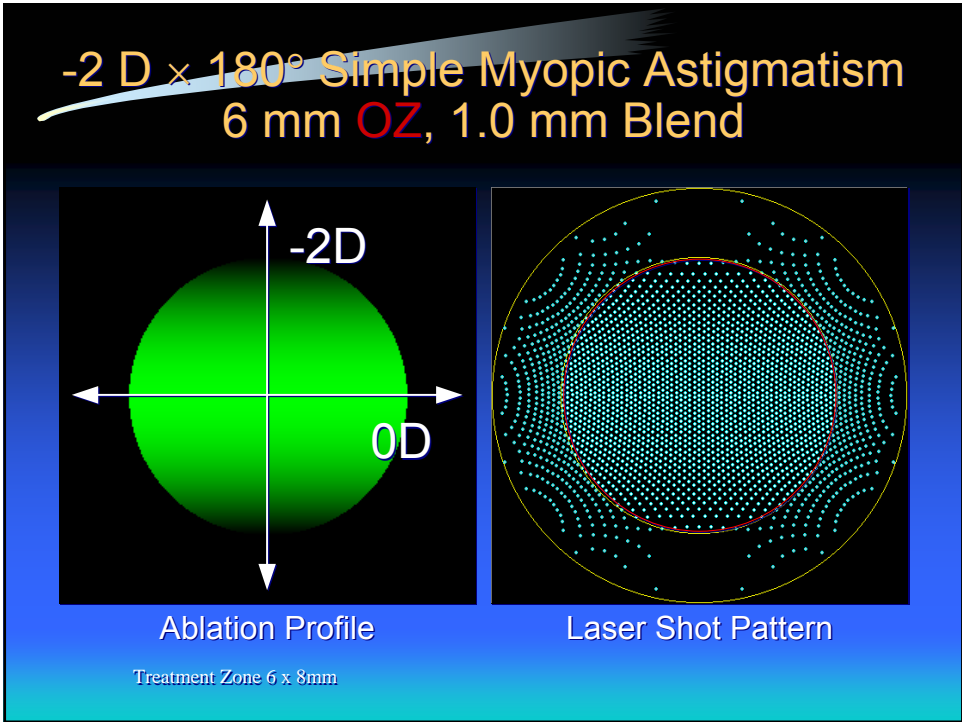 -2 D × 180° Simple Myopic Astigmatism
6 mm OZ, 1.0 mm Blend
-2D
0D
Ablation Profile
Laser Shot Pattern
Treatment Zone 6 x 8mm